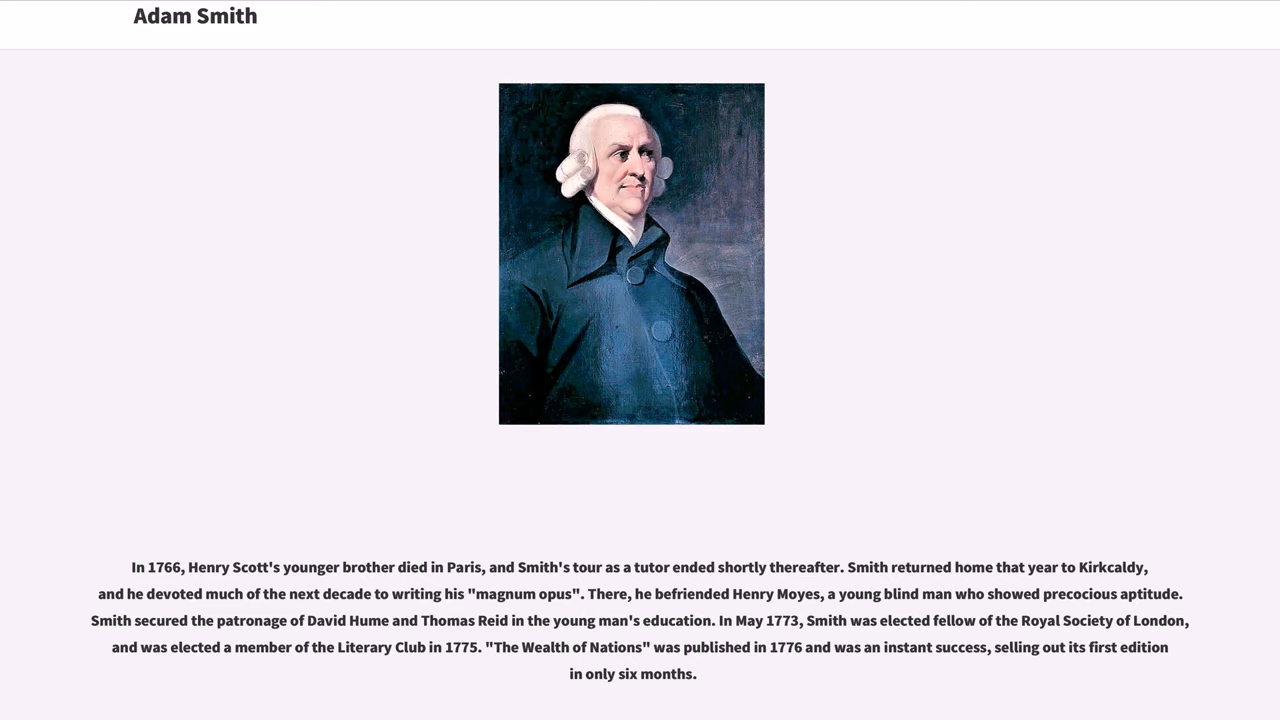 Adam Smith
In 1766, Henry Scott's younger brother died in Paris, and Smith's tour as a tutor ended shortly thereafter. Smith returned home that year to Kirkcaldy,
and he devoted much of the next decade to writing his "magnum opus". There, he befriended Henry Moyes, a young blind man who showed precocious aptitude.
Smith secured the patronage of David Hume and Thomas Reid in the young man's education. In May 1773, Smith was elected fellow of the Royal Society of London,
and was elected a member of the Literary Club in 1775. "The Wealth of Nations" was published in 1776 and was an instant success, selling out its first edition
in only six months.